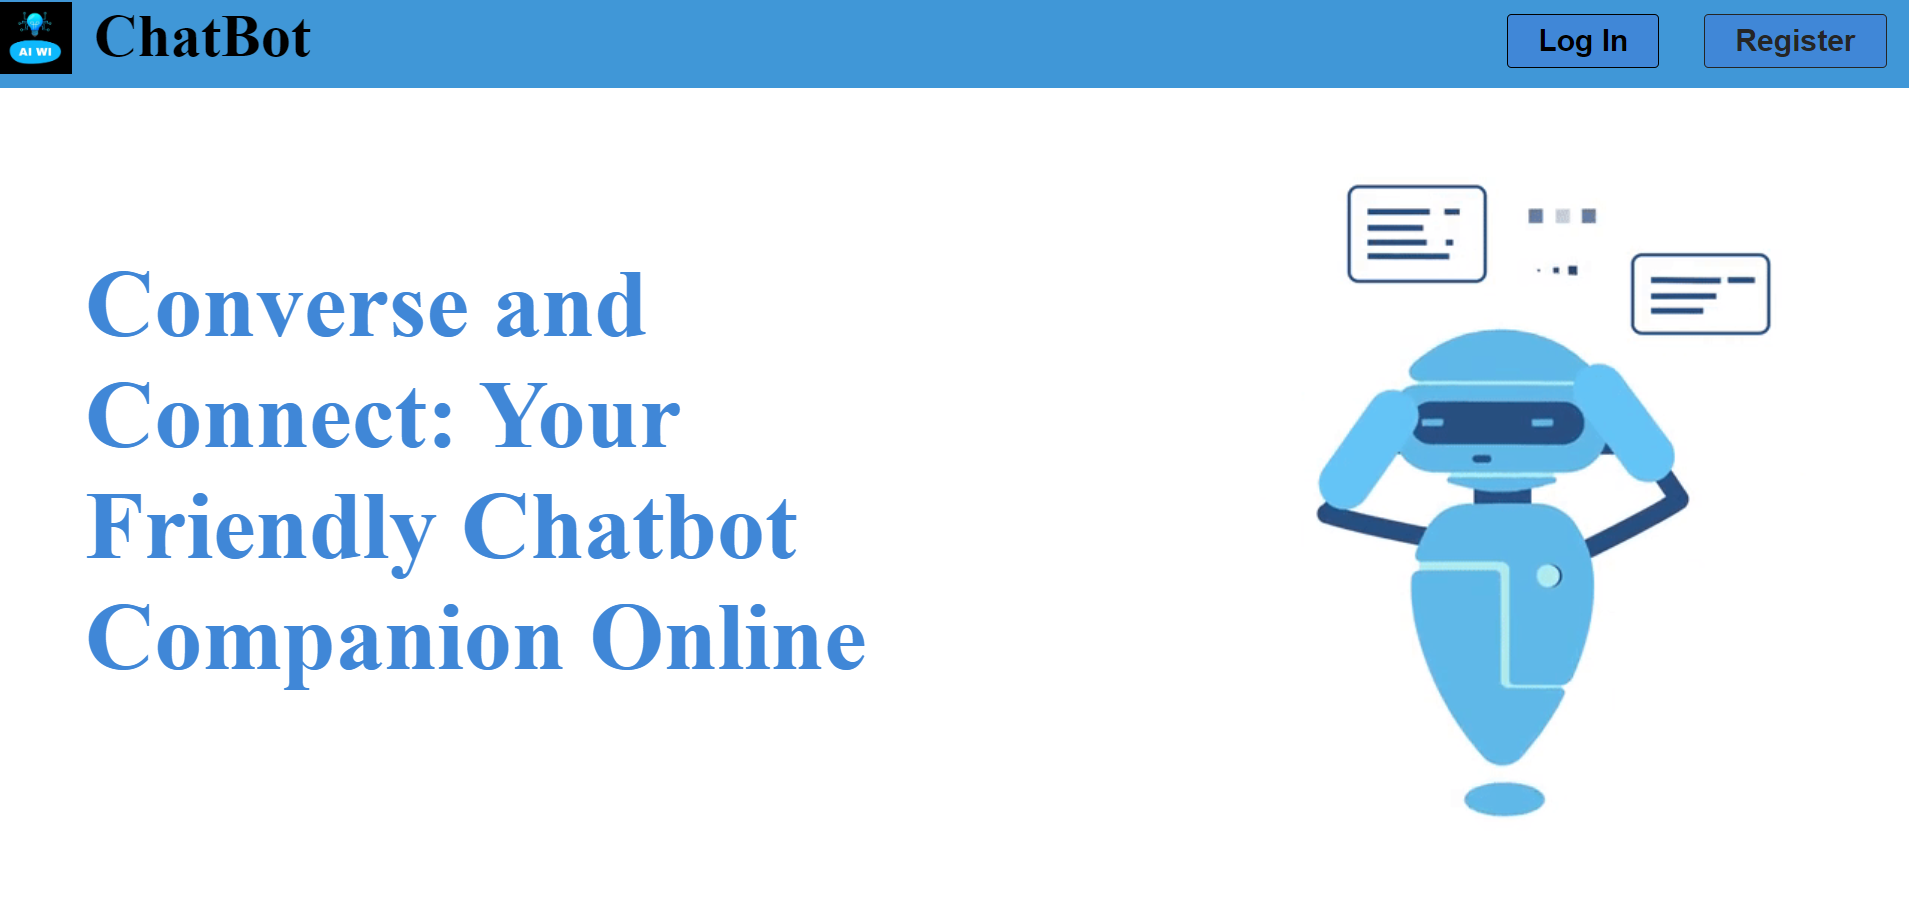 AI WI
ChatBot
Log In
Register
Converse and
Connect: Your
Friendly Chatbot
Companion Online